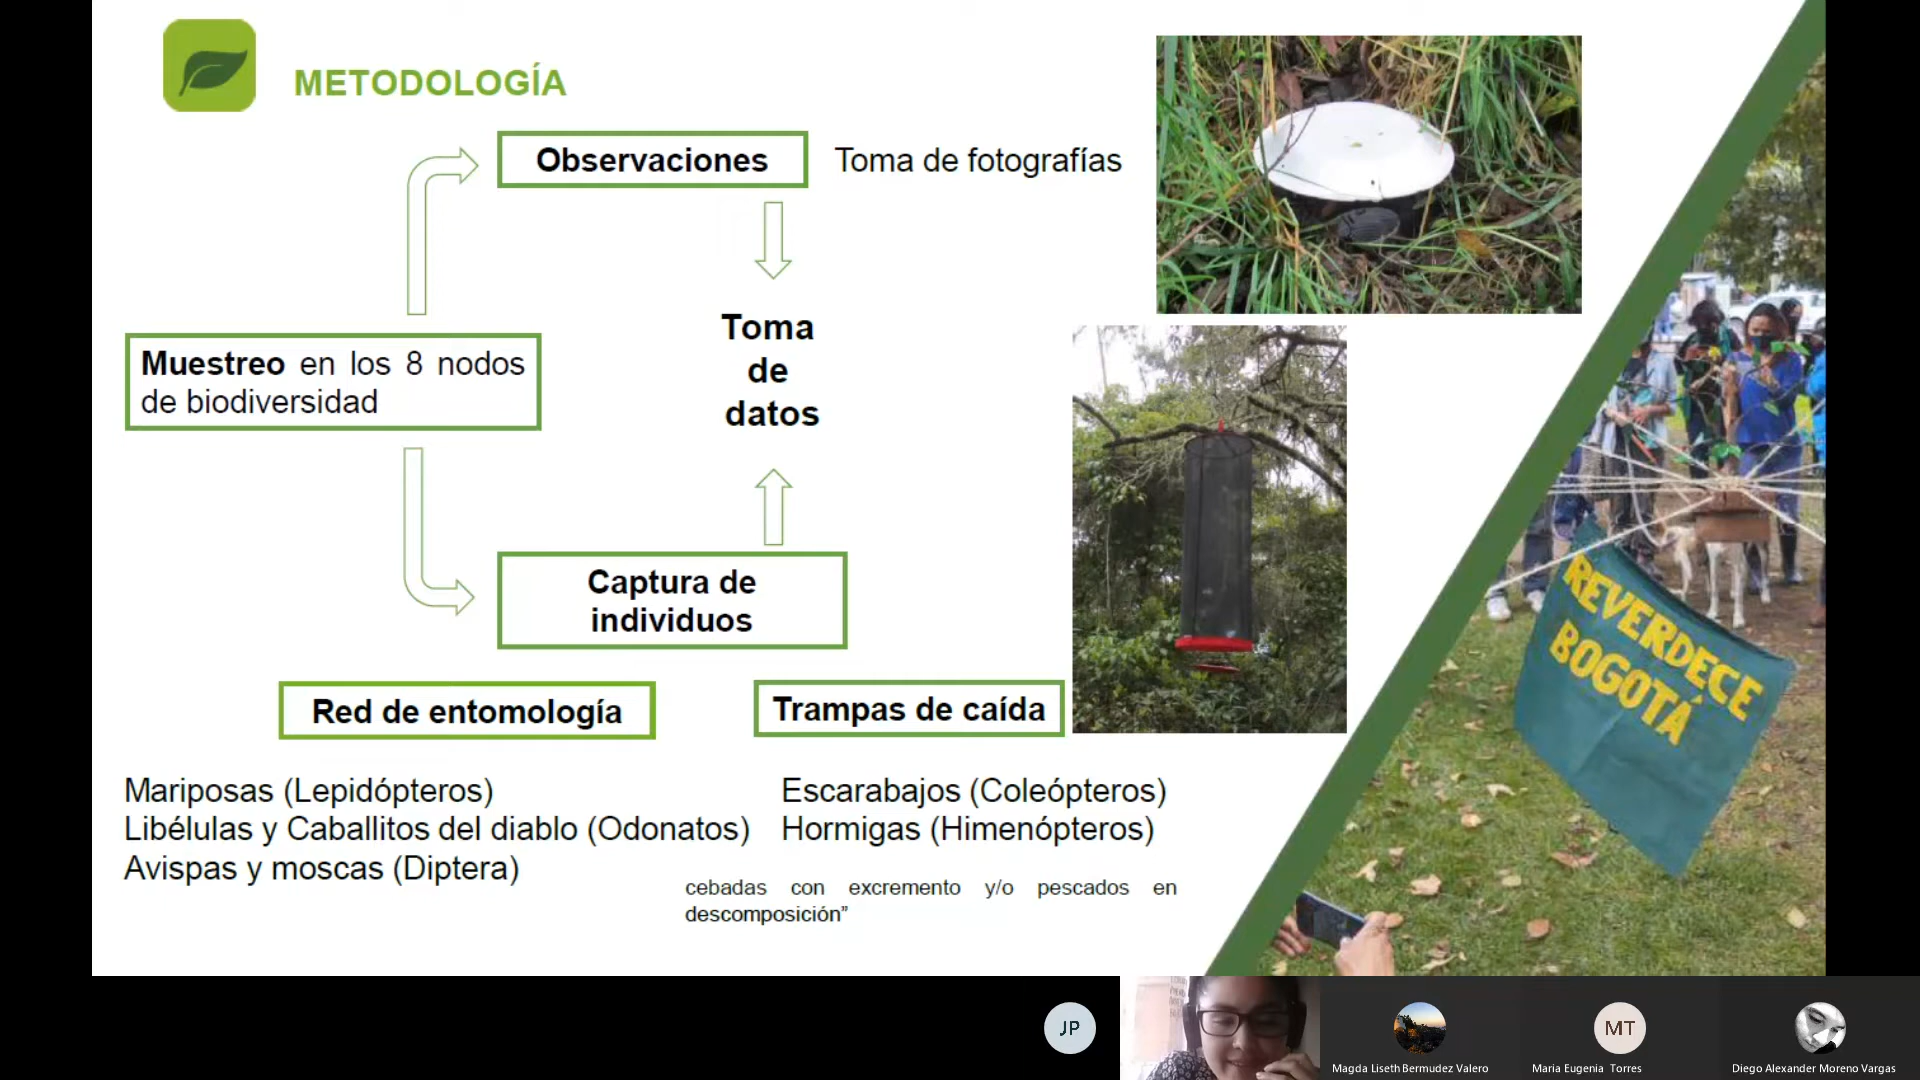 METODOLOGÍA
Observaciones
Toma de fotografías
Toma
de
datos
Muestreo en los 8 nodos
de biodiversidad
Captura de
individuos
Red de entomología
Trampas de caída
Mariposas (Lepidópteros)
Libélulas y Caballitos del diablo (Odonatos)
Avispas y moscas (Diptera)
Escarabajos (Coleópteros)
Hormigas (Himenópteros)
cebadas con excremento y/o pescados en
descomposición”
REVERDECE
BOGOTÁ
JP
MT
Magda Liseth Bermudez Valero
Maria Eugenia Torres
Diego Alexander Moreno Vargas